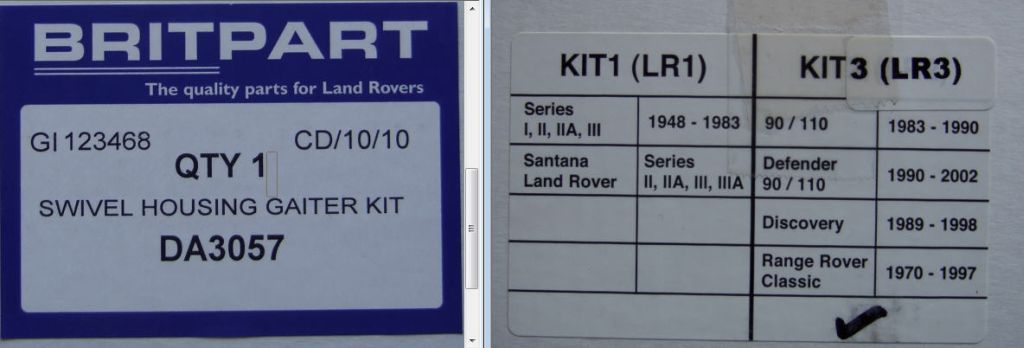 BRITPART
The quality parts for Land Rovers
GI 123468 CD/10/10
QTY 1
SWIVEL HOUSING GAITER KIT
DA3057
KIT1 (LR1) KIT3 (LR3)
Series
I, II, IIA, III 1948 - 1983 90 / 110 1983 - 1990
Santana
Land Rover Series
II, IIA, III, IIIA Defender
90 / 110 1990 - 2002
Discovery 1989 - 1998
Range Rover
Classic 1970 - 1997